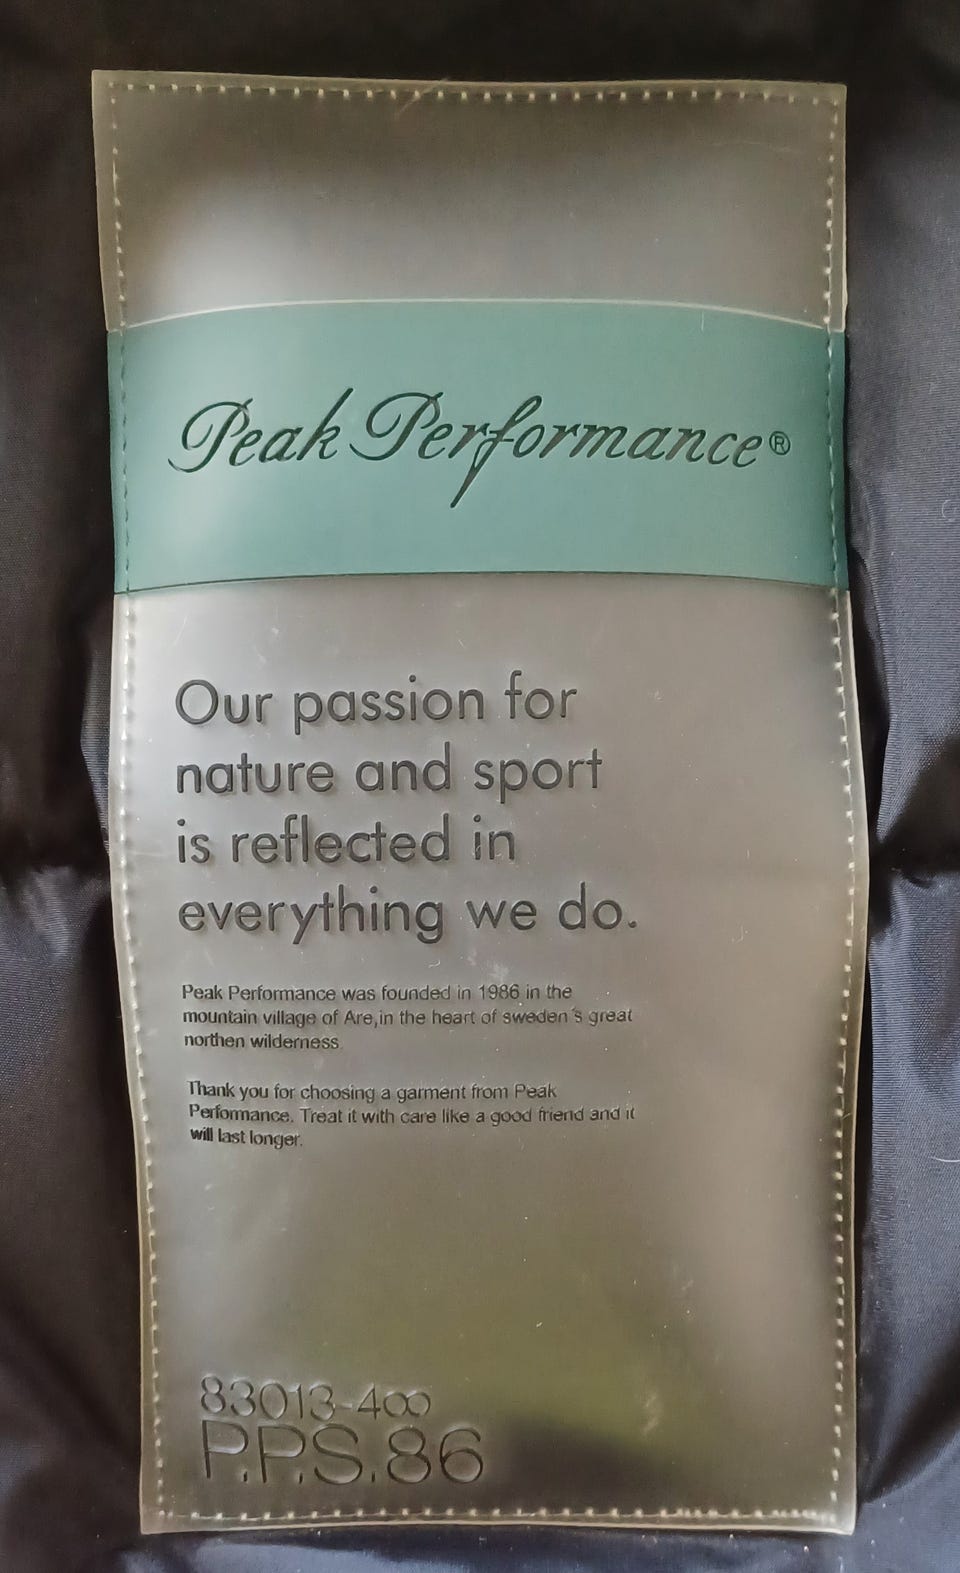 Peak Performance®
Our passion for
nature and sport
is reflected in
everything we do.
Peak Performance was founded in 1986 in the
mountain village of Are,in the heart of sweden´s great
northen wilderness.
Thank you for choosing a garment from Peak
Performance. Treat it with care like a good friend and it
will last longer.
83013-400
P.P.S.86